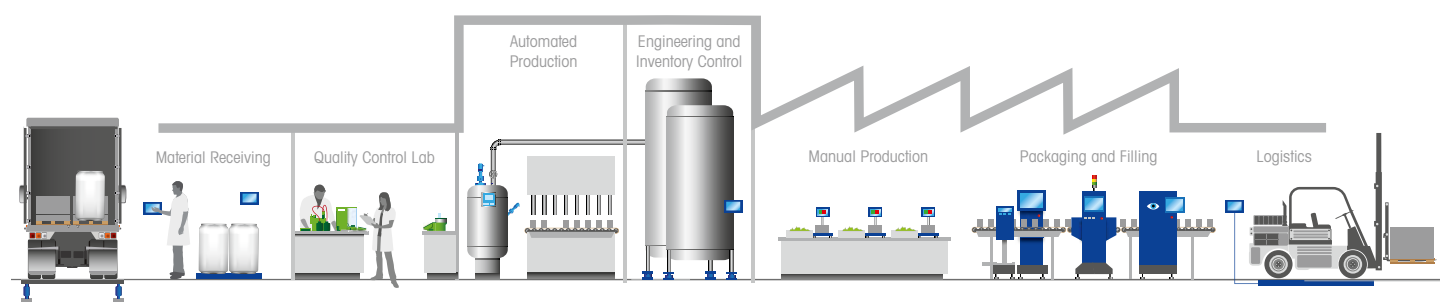 Automated
Production
Engineering and
Inventory Control
Material Receiving
Quality Control Lab
Manual Production
Packaging and Filling
Logistics